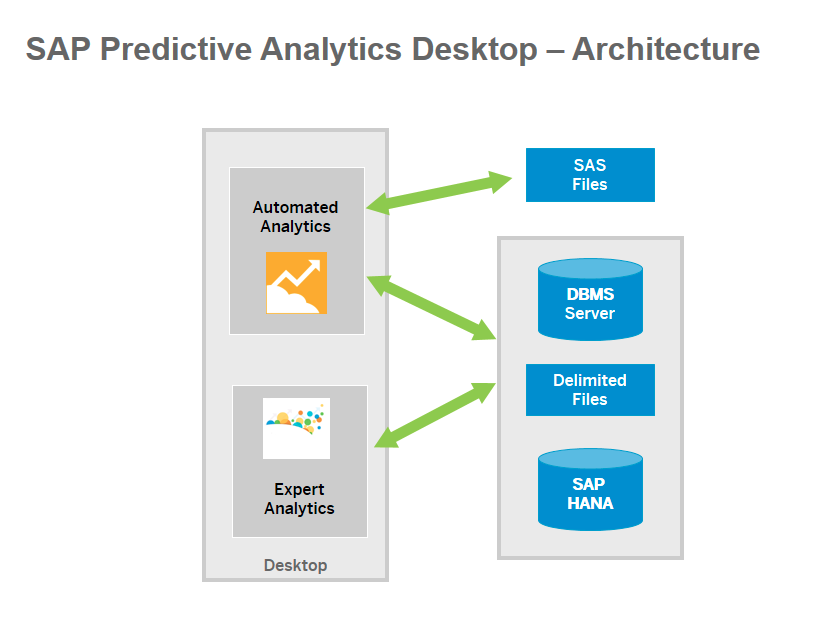 SAP Predictive Analytics Desktop – Architecture
Automated
Analytics
Expert
Analytics
Desktop
SAS
Files
DBMS
Server
Delimited
Files
SAP
HANA